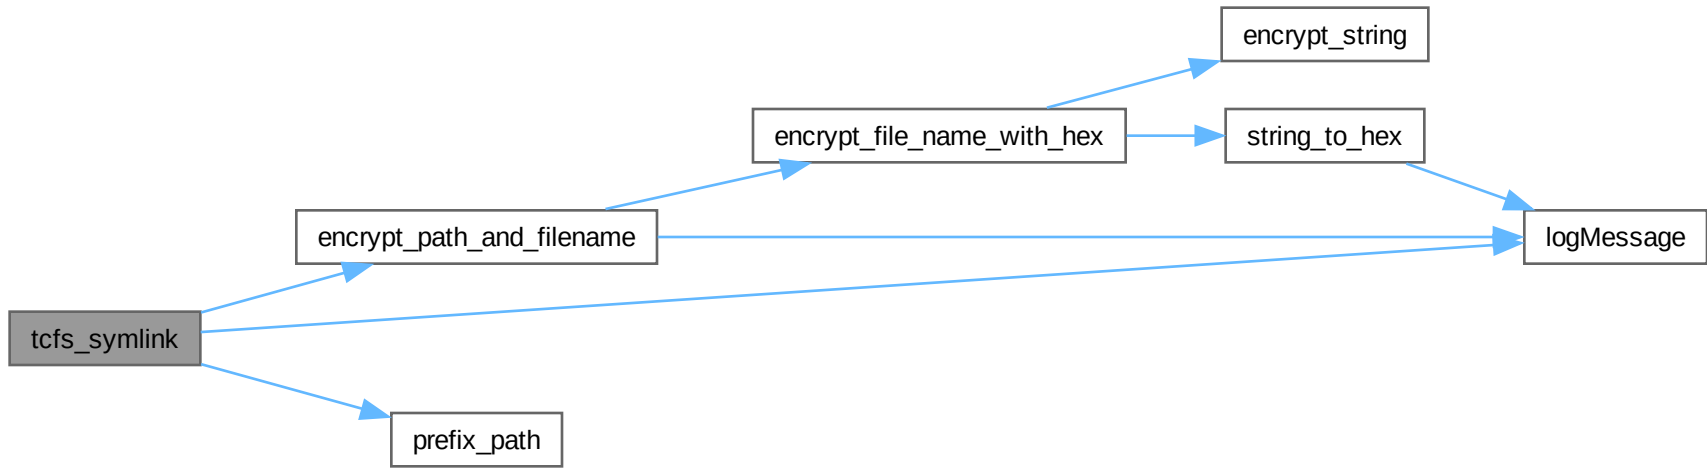 encrypt_string
encrypt_file_name_with_hex
string_to_hex
encrypt_path_and_filename
logMessage
tcfs_symlink
prefix_path